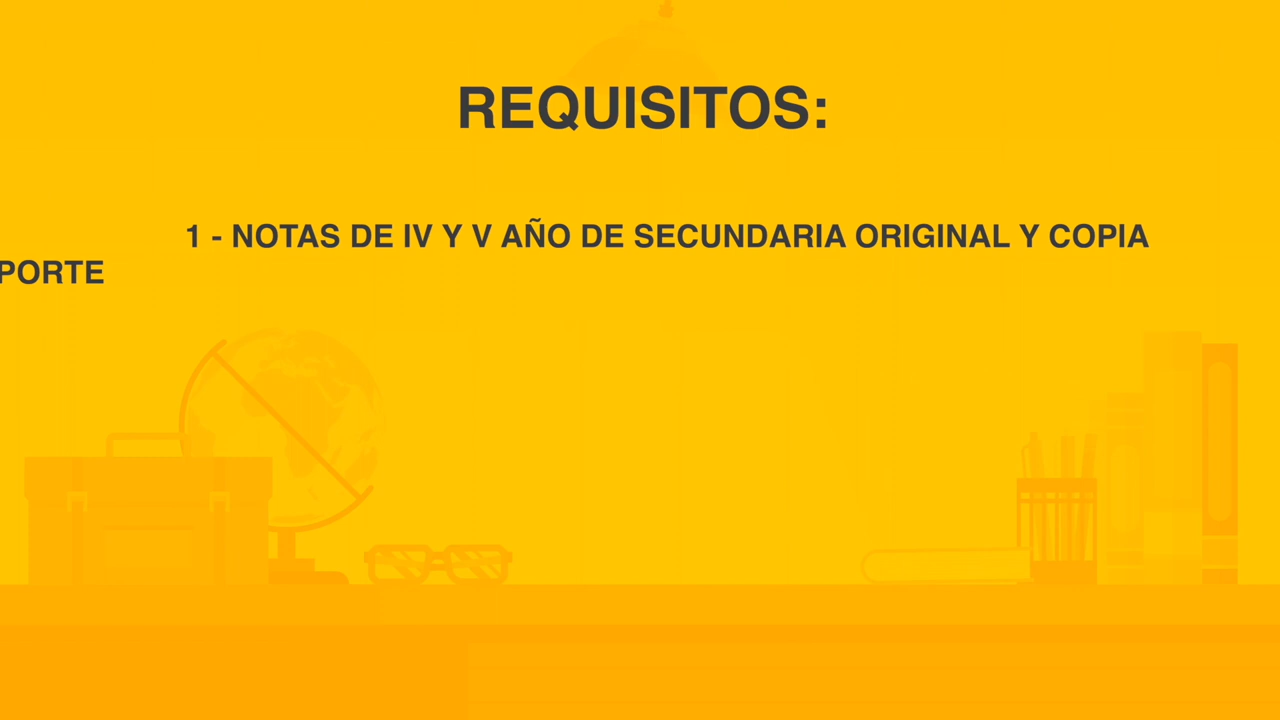 REQUISITOS:
1 - NOTAS DE IV Y V AÑO DE SECUNDARIA ORIGINAL Y COPIA
PORTE